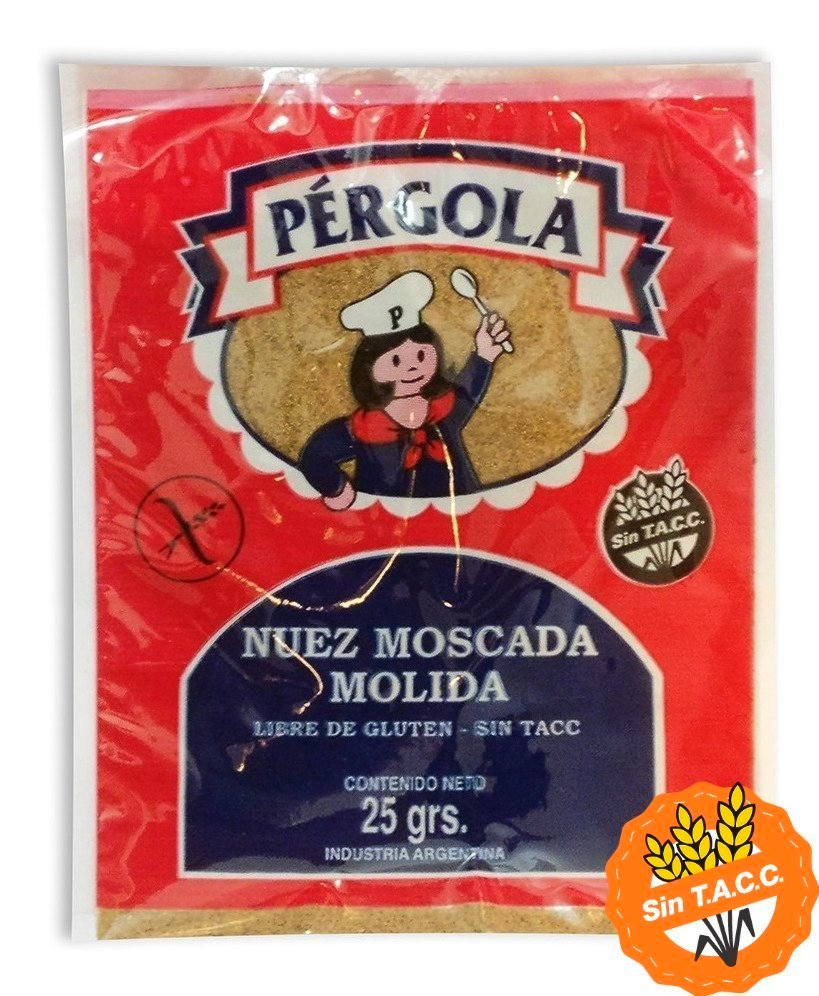 PÉRGOLA
P
Sin T.A.C.C.
NUEZ MOSCADA
MOLIDA
LIBRE DE GLUTEN - SIN TACC
CONTENIDO NETO
25 grs.
INDUSTRIA ARGENTINA
Sin T.A.C.C.